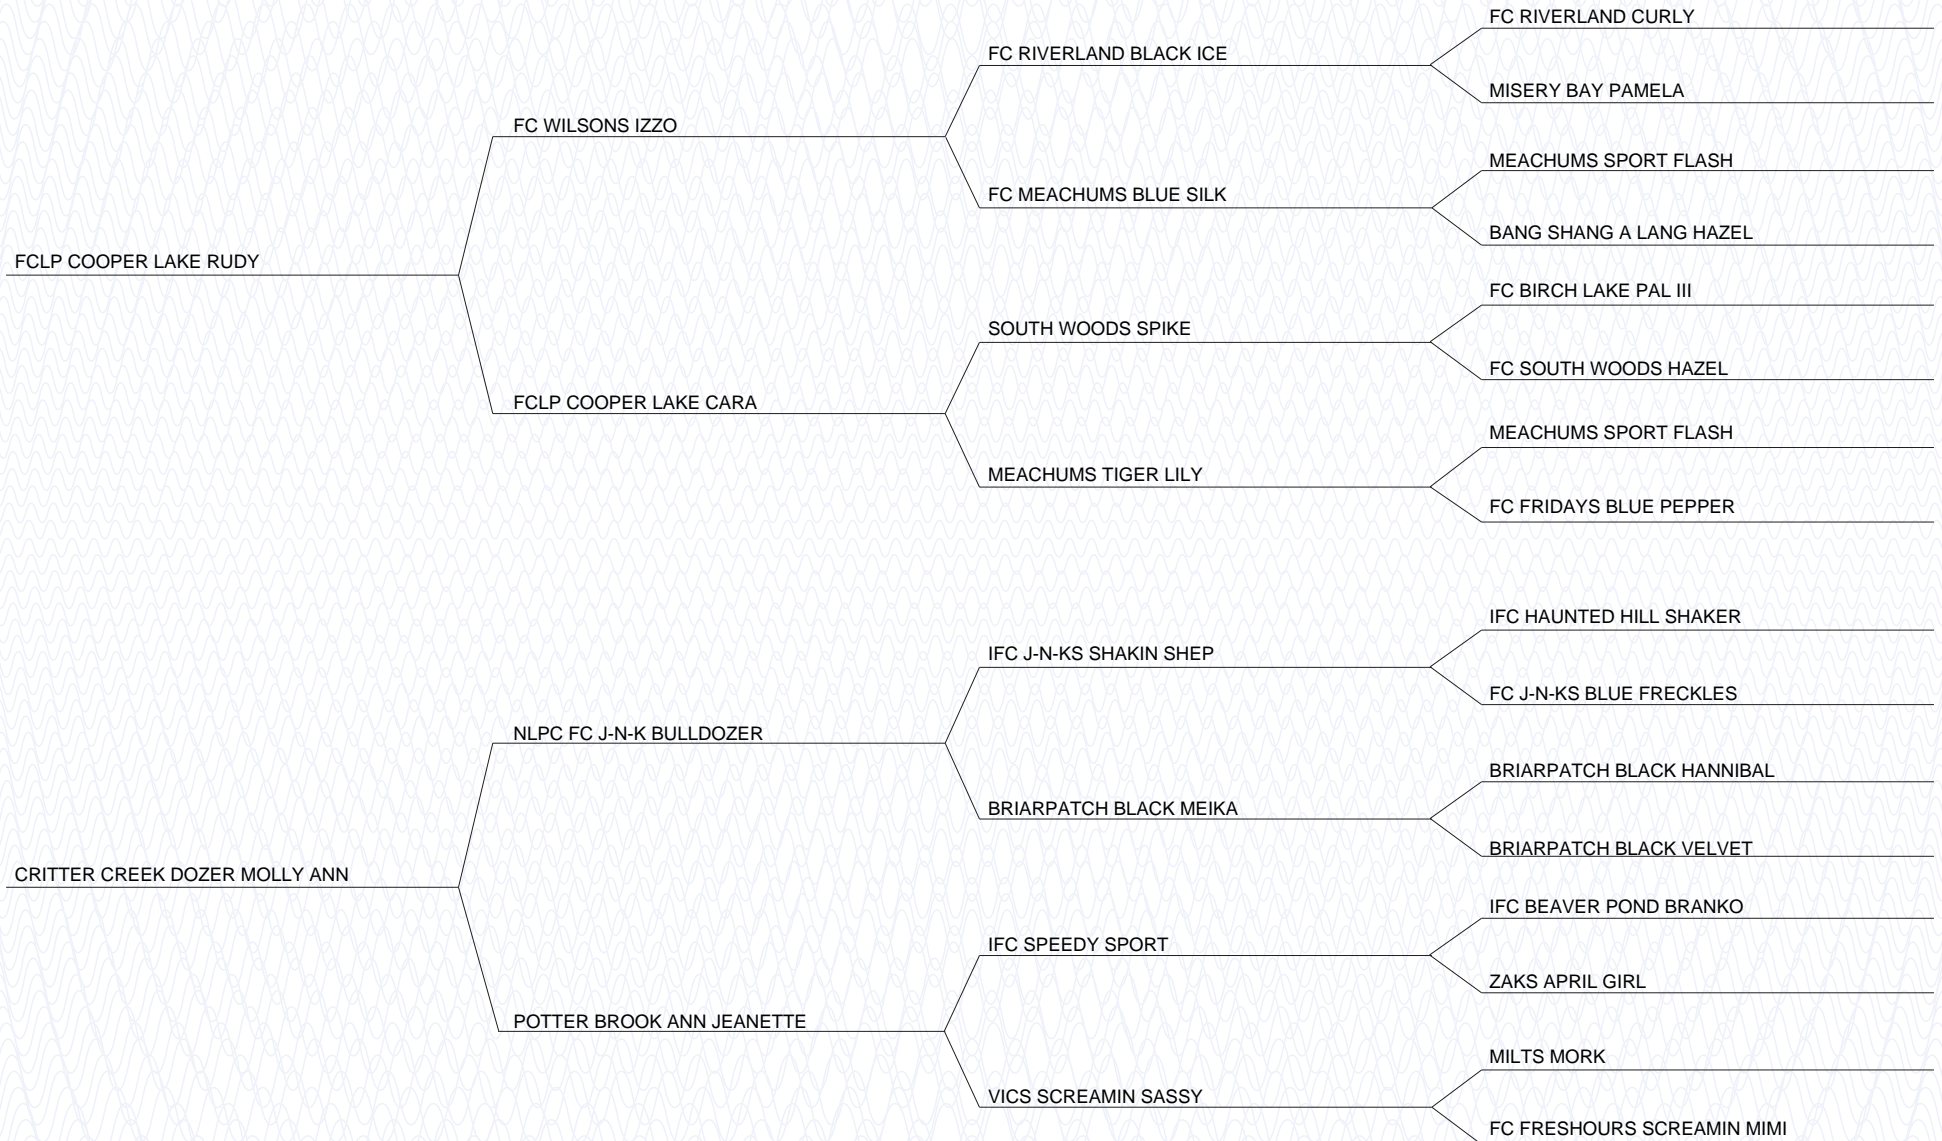 FC RIVERLAND CURLY
FC RIVERLAND BLACK ICE
MISERY BAY PAMELA
FC WILSONS IZZO
MEACHUMS SPORT FLASH
FC MEACHUMS BLUE SILK
BANG SHANG A LANG HAZEL
FCLP COOPER LAKE RUDY
FC BIRCH LAKE PAL III
SOUTH WOODS SPIKE
FC SOUTH WOODS HAZEL
FCLP COOPER LAKE CARA
MEACHUMS SPORT FLASH
MEACHUMS TIGER LILY
FC FRIDAYS BLUE PEPPER
IFC HAUNTED HILL SHAKER
IFC J-N-KS SHAKIN SHEP
FC J-N-KS BLUE FRECKLES
NLPC FC J-N-K BULLDOZER
BRIARPATCH BLACK HANNIBAL
BRIARPATCH BLACK MEIKA
BRIARPATCH BLACK VELVET
CRITTER CREEK DOZER MOLLY ANN
IFC BEAVER POND BRANKO
IFC SPEEDY SPORT
ZAKS APRIL GIRL
POTTER BROOK ANN JEANETTE
MILTS MORK
VICS SCREAMIN SASSY
FC FRESHOURS SCREAMIN MIMI